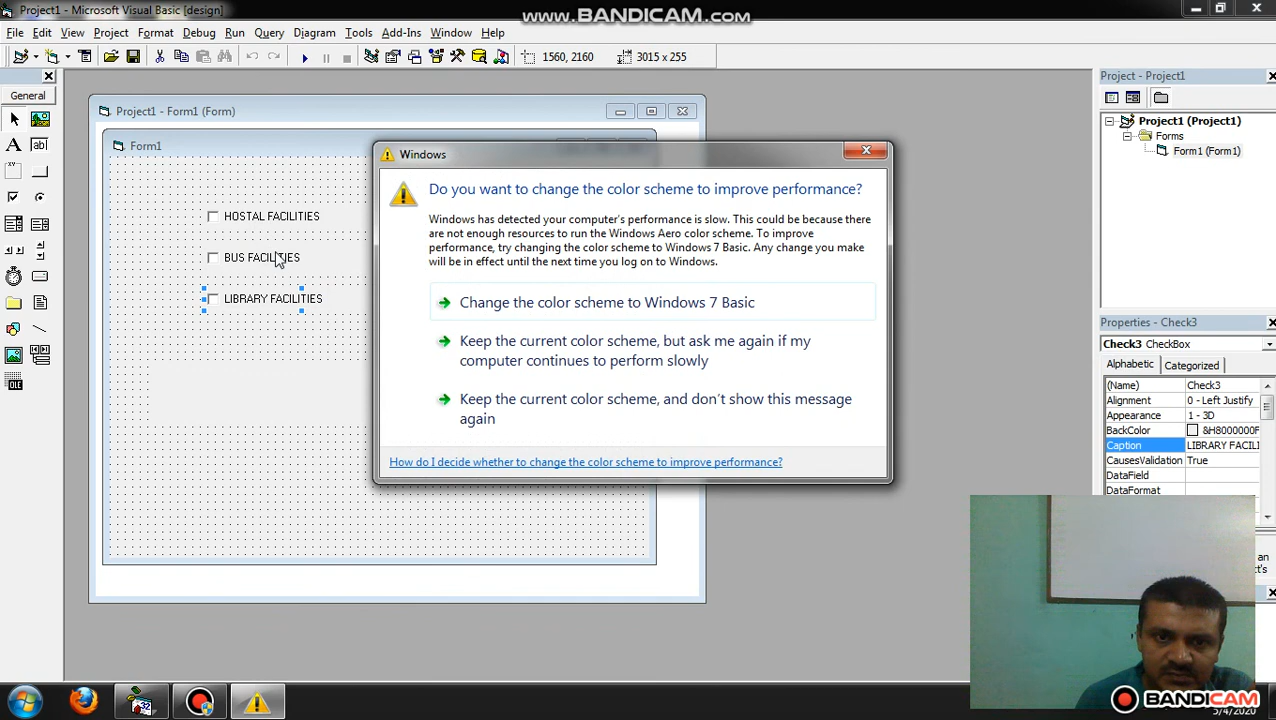 Project1 - Microsoft Visual Basic [design]
www.BANDICAM.com
File Edit View Project Format Debug Run Query Diagram Tools Add-Ins Window Help
1560, 2160
3015 x 255
General
Project1 - Form1 (Form)
Form1
HOSTAL FACILITIES
BUS FACILITIES
LIBRARY FACILITIES
Windows
Do you want to change the color scheme to improve performance?
Windows has detected your computer's performance is slow. This could be because there
are not enough resources to run the Windows Aero color scheme. To improve
performance, try changing the color scheme to Windows 7 Basic. Any change you make
will be in effect until the next time you log on to Windows.
Change the color scheme to Windows 7 Basic
Keep the current color scheme, but ask me again if my
computer continues to perform slowly
Keep the current color scheme, and don't show this message
again
How do I decide whether to change the color scheme to improve performance?
Project - Project1
Project1 (Project1)
Forms
Form1 (Form1)
Properties - Check3
Check3 CheckBox
Alphabetic Categorized
(Name) Check3
Alignment 0 - Left Justify
Appearance 1 - 3D
BackColor &H8000000F
Caption LIBRARY FACILI
CausesValidation True
DataField
DataFormat
BANDICAM
5/4/2020